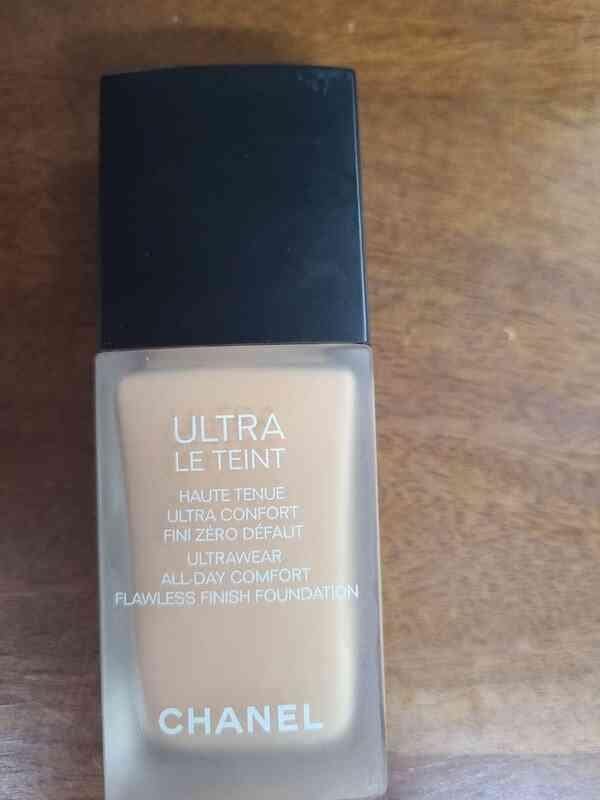 ULTRA
LE TEINT
HAUTE TENUE
ULTRA CONFORT
FINI ZÉRO DÉFAUT
ULTRAWEAR
ALL-DAY COMFORT
FLAWLESS FINISH FOUNDATION
CHANEL